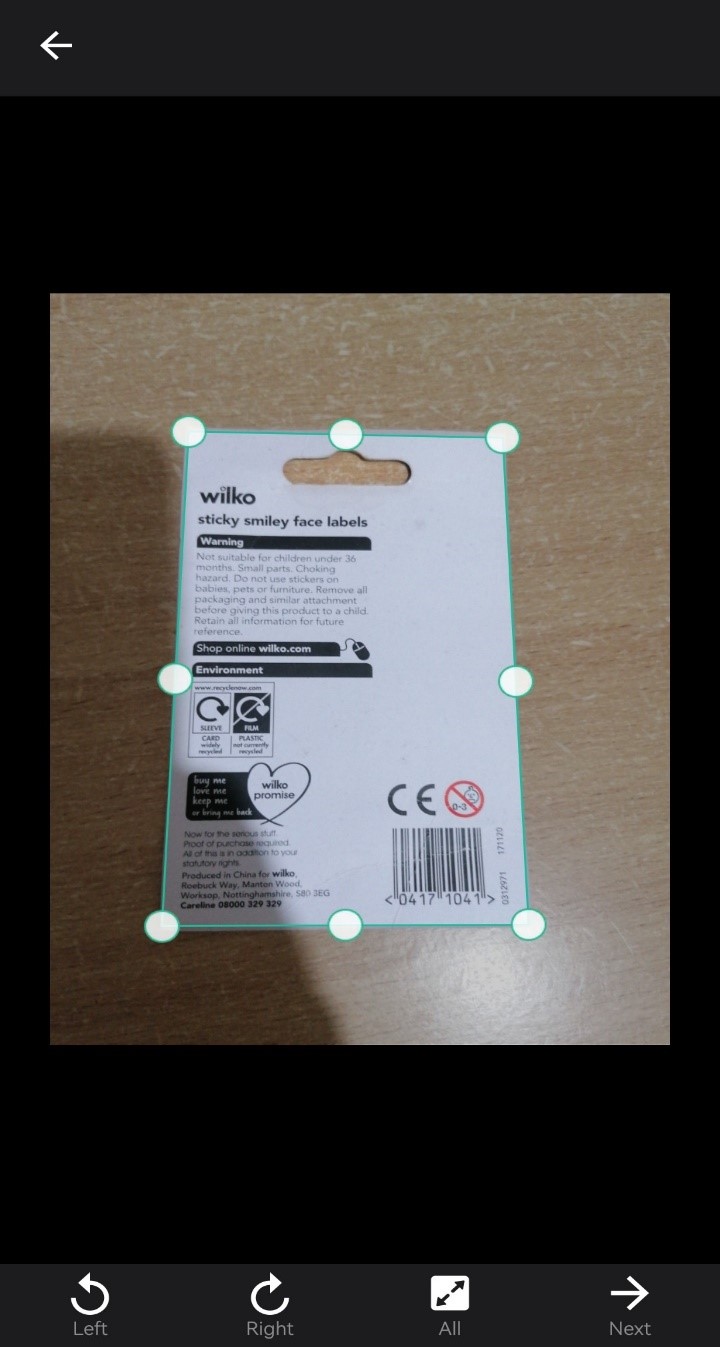 wilko
sticky smiley face labels
Warning
Not suitable for children under 36
months. Small parts. Choking
hazard. Do not use stickers on
babies, pets or furniture. Remove all
packaging and similar attachment
before giving this product to a child.
Retain all information for future
reference.
Shop online wilko.com
Environment
www.recyclenow.com
SLEEVE
FILM
CARD
widely
recycled
PLASTIC
not currently
recycled
buy me
love me
keep me
or bring me back
wilko
promise
Now for the serious stuff.
Proof of purchase required.
All of this is in addition to your
statutory rights.
Produced in China for wilko,
Roebuck Way, Manton Wood,
Worksop, Nottinghamshire, S80 3EG
Careline 08000 329 329
CE
0-3
<0417 1041>
0312971 171120
Left
Right
All
Next